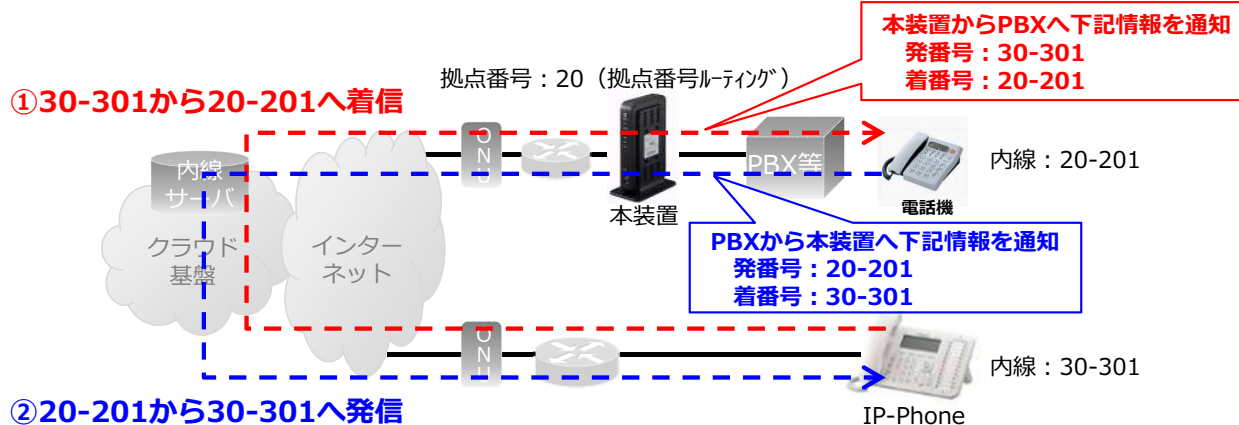 本装置からPBXへ下記情報を通知
発番号：30-301
着番号：20-201
拠点番号：20（拠点番号ﾙｰﾃｨﾝｸﾞ）
①30-301から20-201へ着信
ONU
内線
サーバ
PBX等
内線：20-201
本装置
電話機
クラウド
基盤
インター
ネット
PBXから本装置へ下記情報を通知
発番号：20-201
着番号：30-301
ONU
内線：30-301
②20-201から30-301へ発信
IP-Phone